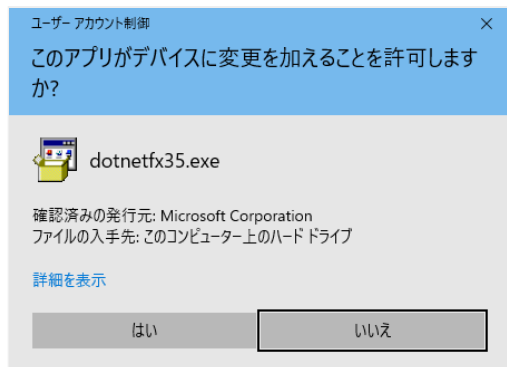 ユーザー アカウント制御
このアプリがデバイスに変更を加えることを許可します
か?
dotnetfx35.exe
確認済みの発行元: Microsoft Corporation
ファイルの入手先: このコンピューター上のハード ドライブ
詳細を表示
はい
いいえ